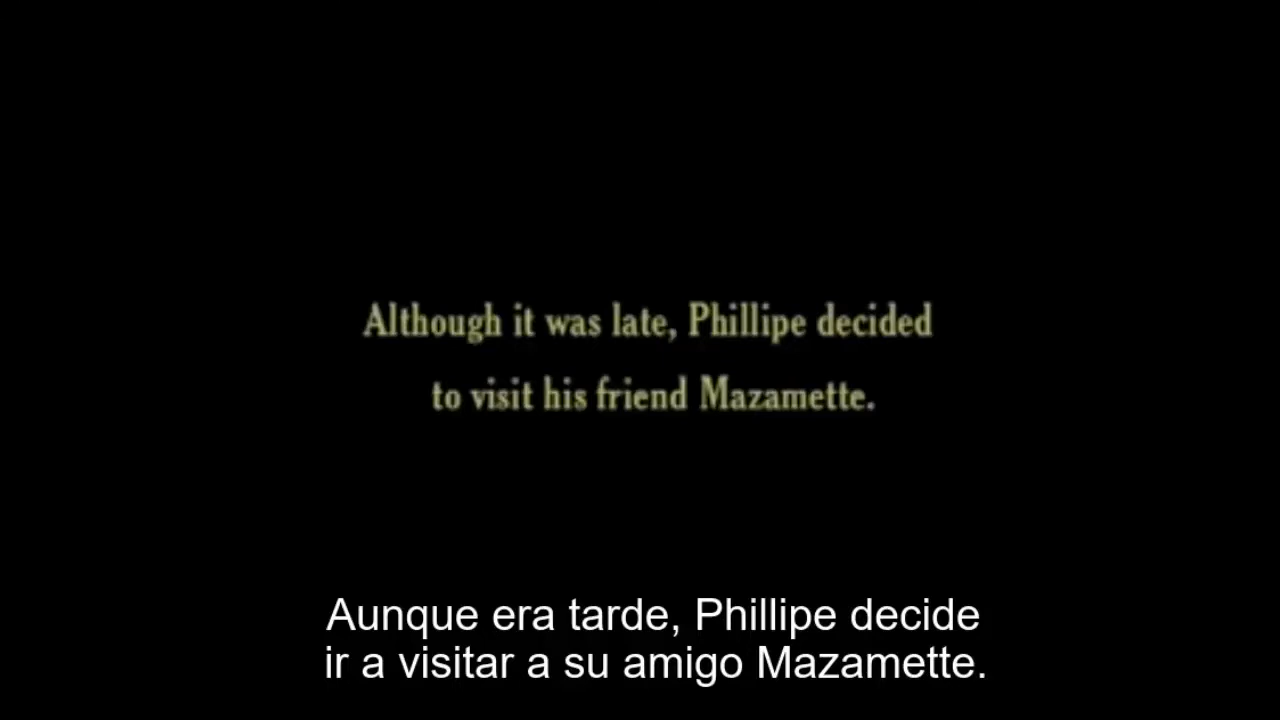 Although it was late, Phillipe decided
to visit his friend Mazamette.
Aunque era tarde, Phillipe decide
ir a visitar a su amigo Mazamette.